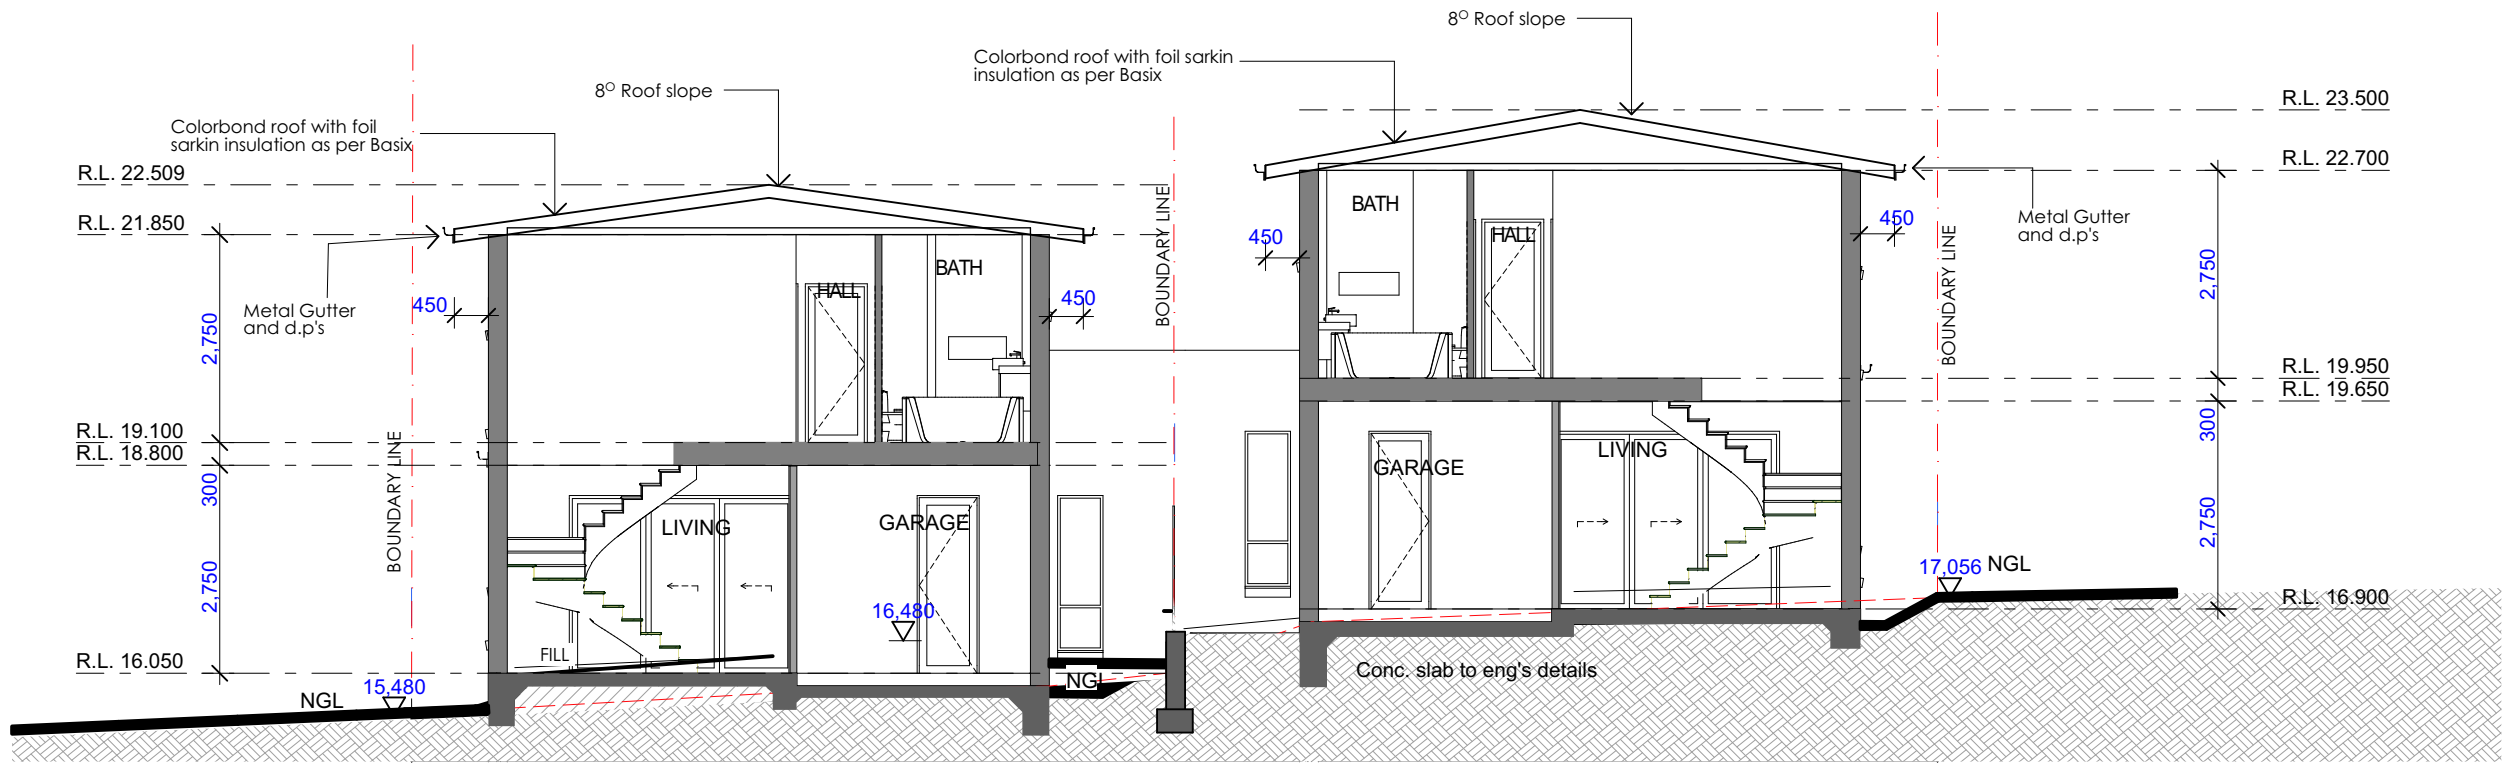 8° Roof slope
Colorbond roof with foil sarkin
insulation as per Basix
8° Roof slope
Colorbond roof with foil
sarkin insulation as per Basix
R.L. 23.500
R.L. 22.700
R.L. 22.509
R.L. 21.850
BATH
HALL
450
450
Metal Gutter
and d.p's
BOUNDARY LINE
BOUNDARY LINE
2,750
HALL
BATH
450
450
Metal Gutter
and d.p's
2,750
R.L. 19.950
R.L. 19.650
R.L. 19.100
R.L. 18.800
BOUNDARY LINE
300
300
GARAGE
LIVING
2,750
LIVING
GARAGE
2,750
17,056
NGL
R.L. 16.900
16,480
FILL
R.L. 16.050
Conc. slab to eng's details
NGL
15,480
NGL